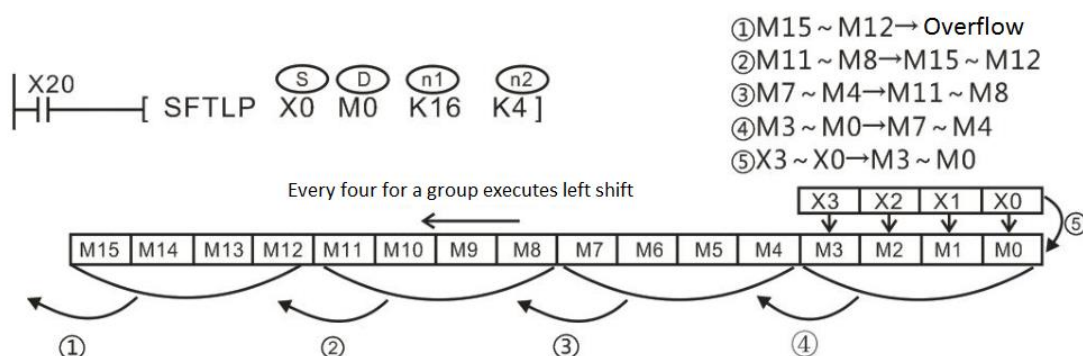 ①M15~M12→ Overflow
②M11~M8→M15~M12
③M7~M4→M11~M8
④M3~M0→M7~M4
⑤X3~X0→M3~M0
X20
S D n1 n2
[ SFTLP X0 M0 K16 K4 ]
Every four for a group executes left shift
X3 X2 X1 X0
⑤
M15 M14 M13 M12 M11 M10 M9 M8 M7 M6 M5 M4 M3 M2 M1 M0
① ② ③ ④